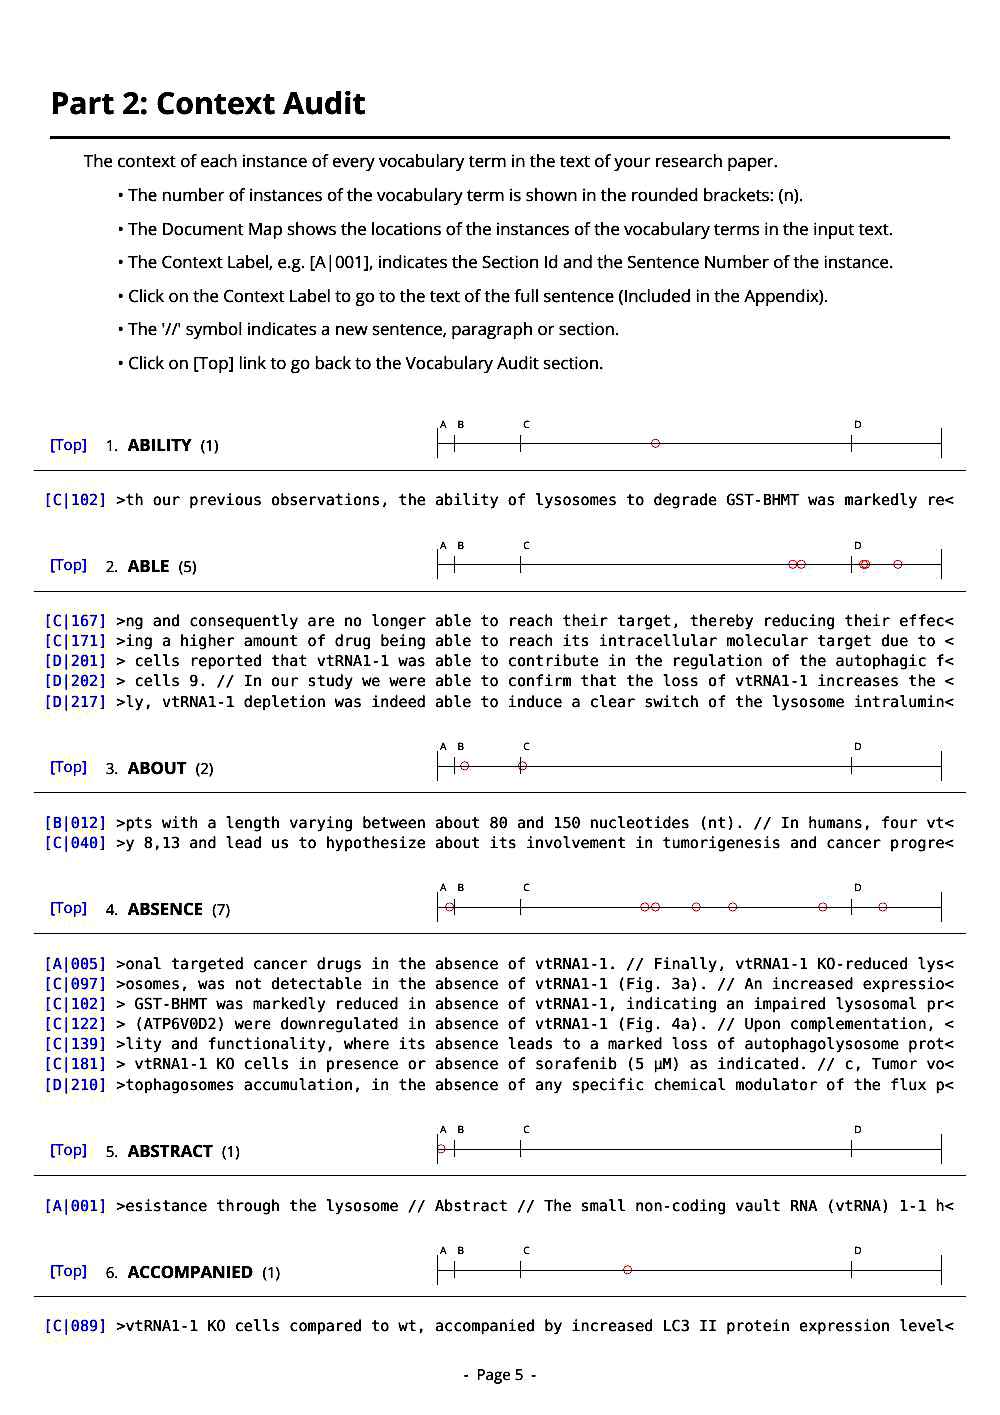 Part 2: Context Audit
The context of each instance of every vocabulary term in the text of your research paper.
• The number of instances of the vocabulary term is shown in the rounded brackets: (n).
• The Document Map shows the locations of the instances of the vocabulary terms in the input text.
• The Context Label, e.g. [A|001], indicates the Section Id and the Sentence Number of the instance.
• Click on the Context Label to go to the text of the full sentence (Included in the Appendix).
• The '//' symbol indicates a new sentence, paragraph or section.
• Click on [Top] link to go back to the Vocabulary Audit section.
A B C D
[Top] 1. ABILITY (1)
[C|102] >th our previous observations, the ability of lysosomes to degrade GST-BHMT was markedly re<
A B C D
[Top] 2. ABLE (5)
[C|167] >ng and consequently are no longer able to reach their target, thereby reducing their effec<
[C|171] >ing a higher amount of drug being able to reach its intracellular molecular target due to <
[D|201] > cells reported that vtRNA1-1 was able to contribute in the regulation of the autophagic f<
[D|202] > cells 9. // In our study we were able to confirm that the loss of vtRNA1-1 increases the <
[D|217] >ly, vtRNA1-1 depletion was indeed able to induce a clear switch of the lysosome intralumin<
A B C D
[Top] 3. ABOUT (2)
[B|012] >pts with a length varying between about 80 and 150 nucleotides (nt). // In humans, four vt<
[C|040] >y 8,13 and lead us to hypothesize about its involvement in tumorigenesis and cancer progre<
A B C D
[Top] 4. ABSENCE (7)
[A|005] >onal targeted cancer drugs in the absence of vtRNA1-1. // Finally, vtRNA1-1 KO-reduced lys<
[C|097] >osomes, was not detectable in the absence of vtRNA1-1 (Fig. 3a). // An increased expressio<
[C|102] > GST-BHMT was markedly reduced in absence of vtRNA1-1, indicating an impaired lysosomal pr<
[C|122] > (ATP6V0D2) were downregulated in absence of vtRNA1-1 (Fig. 4a). // Upon complementation, <
[C|139] >lity and functionality, where its absence leads to a marked loss of autophagolysosome prot<
[C|181] > vtRNA1-1 KO cells in presence or absence of sorafenib (5 µM) as indicated. // c, Tumor vo<
[D|210] >tophagosomes accumulation, in the absence of any specific chemical modulator of the flux p<
A B C D
[Top] 5. ABSTRACT (1)
[A|001] >esistance through the lysosome // Abstract // The small non-coding vault RNA (vtRNA) 1-1 h<
A B C D
[Top] 6. ACCOMPANIED (1)
[C|089] >vtRNA1-1 KO cells compared to wt, accompanied by increased LC3 II protein expression level<
- Page 5 -